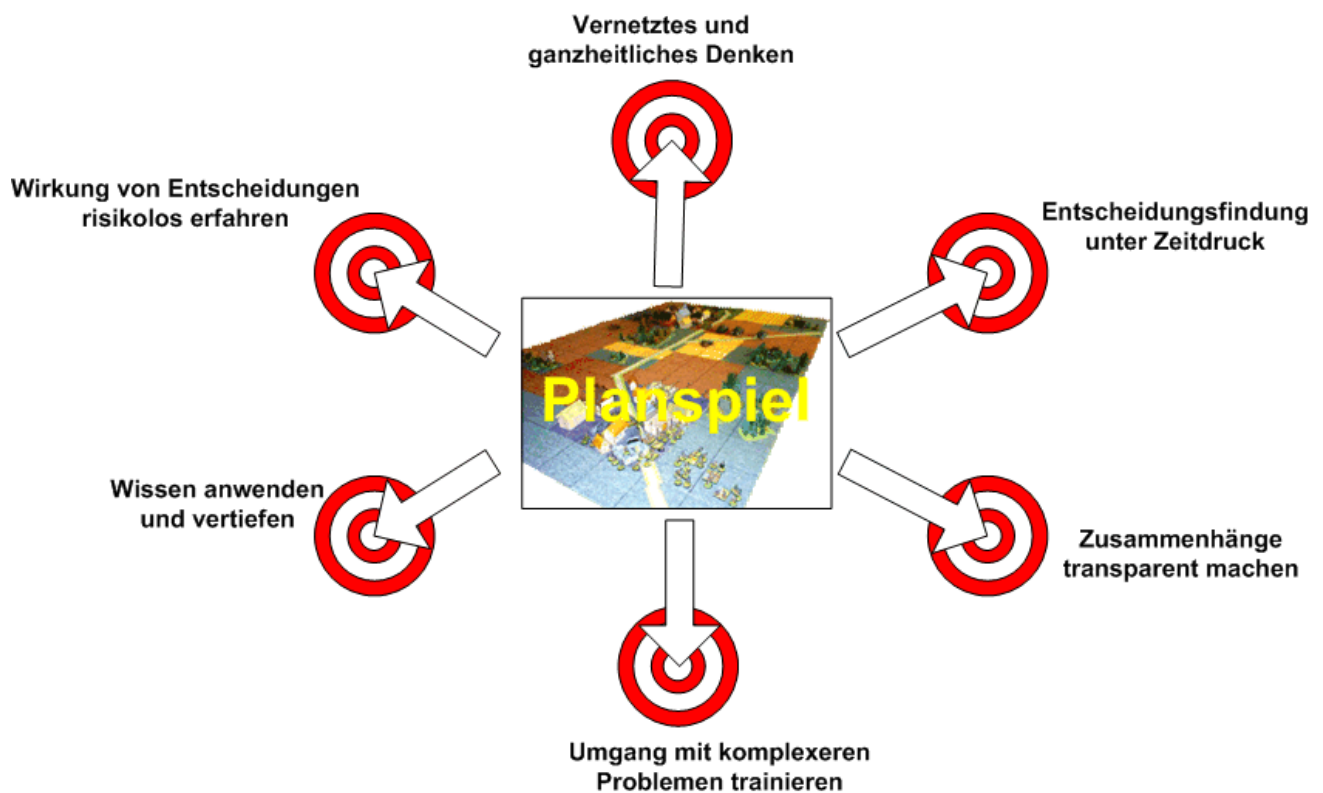 Vernetztes und
ganzheitliches Denken
Wirkung von Entscheidungen
risikolos erfahren
Entscheidungsfindung
unter Zeitdruck
Planspiel
Wissen anwenden
und vertiefen
Zusammenhänge
transparent machen
Umgang mit komplexeren
Problemen trainieren